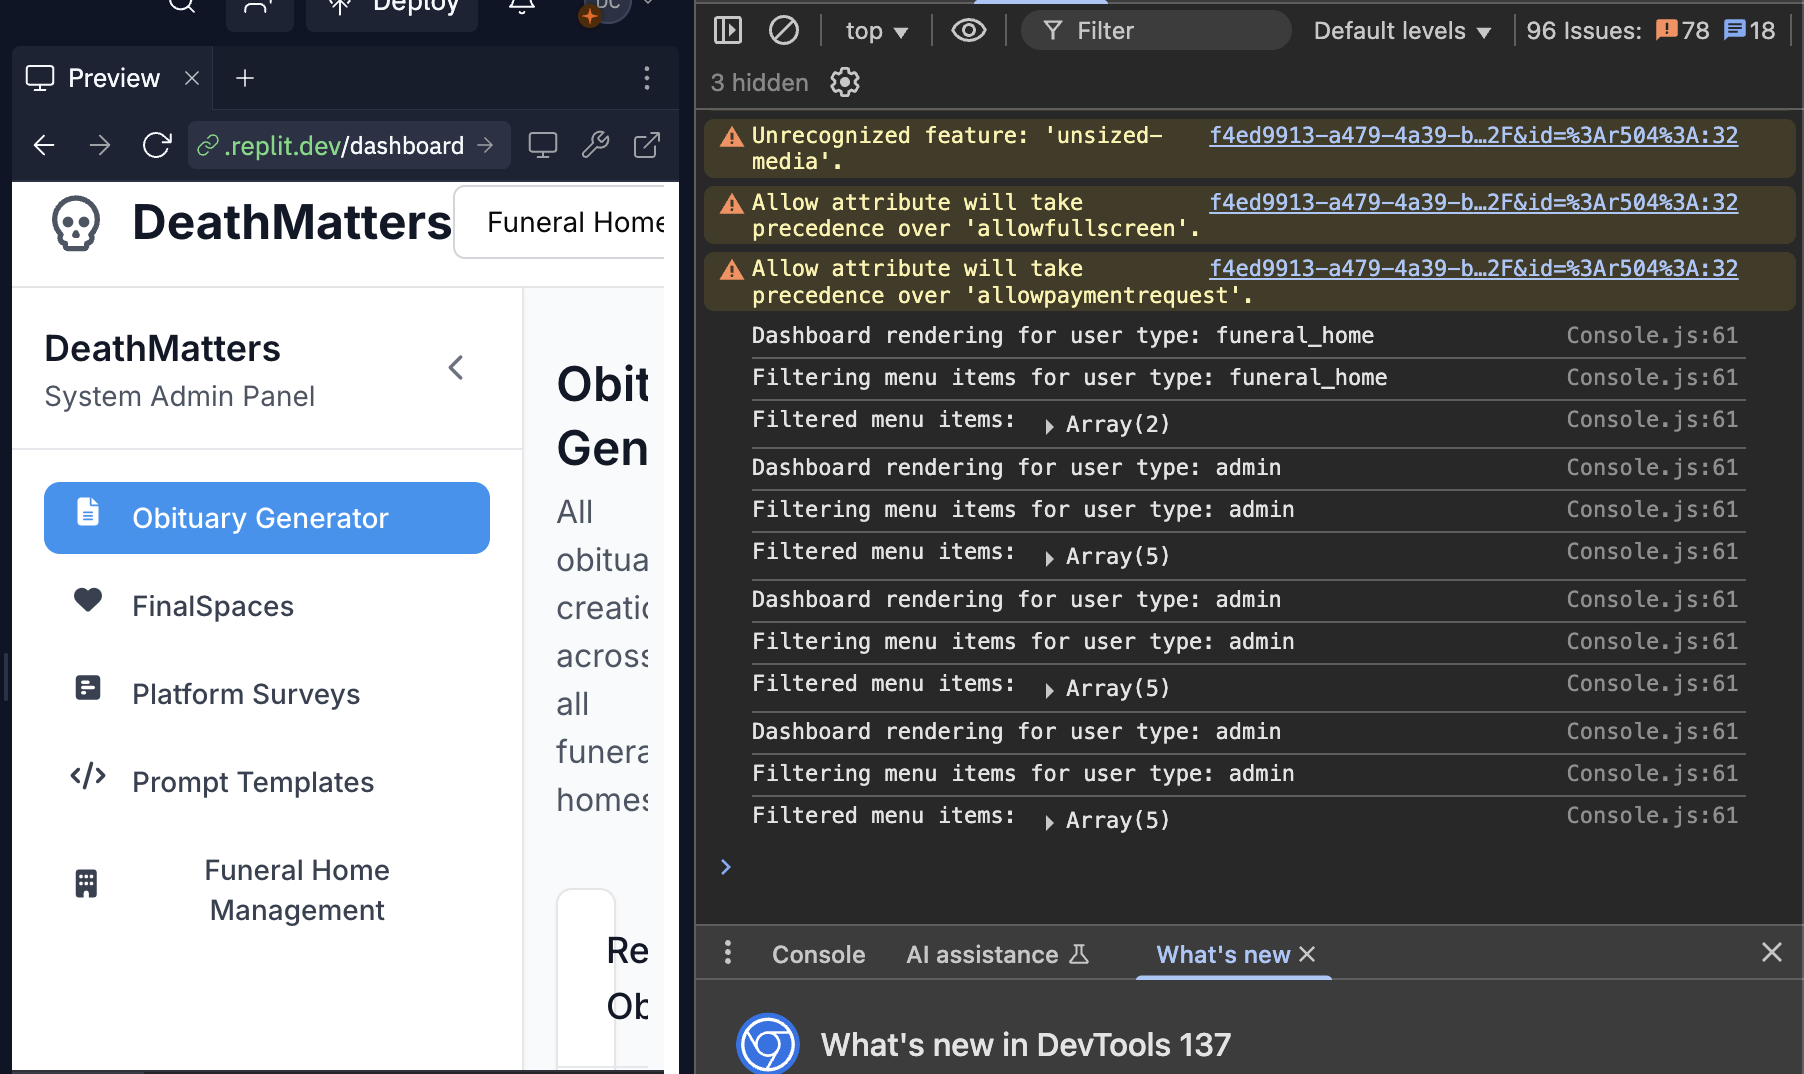 Deploy
DC
Preview
.replit.dev/dashboard
DeathMatters
Funeral Home
DeathMatters
System Admin Panel
Obituary Generator
FinalSpaces
Platform Surveys
Prompt Templates
Funeral Home
Management
Obit
Gen
All
obitua
creatio
across
all
funera
homes
Re
Ob
top
Filter
Default levels
96 Issues:
78
18
3 hidden
Unrecognized feature: 'unsized-
media'.
f4ed9913-a479-4a39-b…2F&id=%3Ar504%3A:32
Allow attribute will take
precedence over 'allowfullscreen'.
f4ed9913-a479-4a39-b…2F&id=%3Ar504%3A:32
Allow attribute will take
precedence over 'allowpaymentrequest'.
f4ed9913-a479-4a39-b…2F&id=%3Ar504%3A:32
Dashboard rendering for user type: funeral_home Console.js:61
Filtering menu items for user type: funeral_home Console.js:61
Filtered menu items: Array(2) Console.js:61
Dashboard rendering for user type: admin Console.js:61
Filtering menu items for user type: admin Console.js:61
Filtered menu items: Array(5) Console.js:61
Dashboard rendering for user type: admin Console.js:61
Filtering menu items for user type: admin Console.js:61
Filtered menu items: Array(5) Console.js:61
Dashboard rendering for user type: admin Console.js:61
Filtering menu items for user type: admin Console.js:61
Filtered menu items: Array(5) Console.js:61
Console
AI assistance
What's new
What's new in DevTools 137